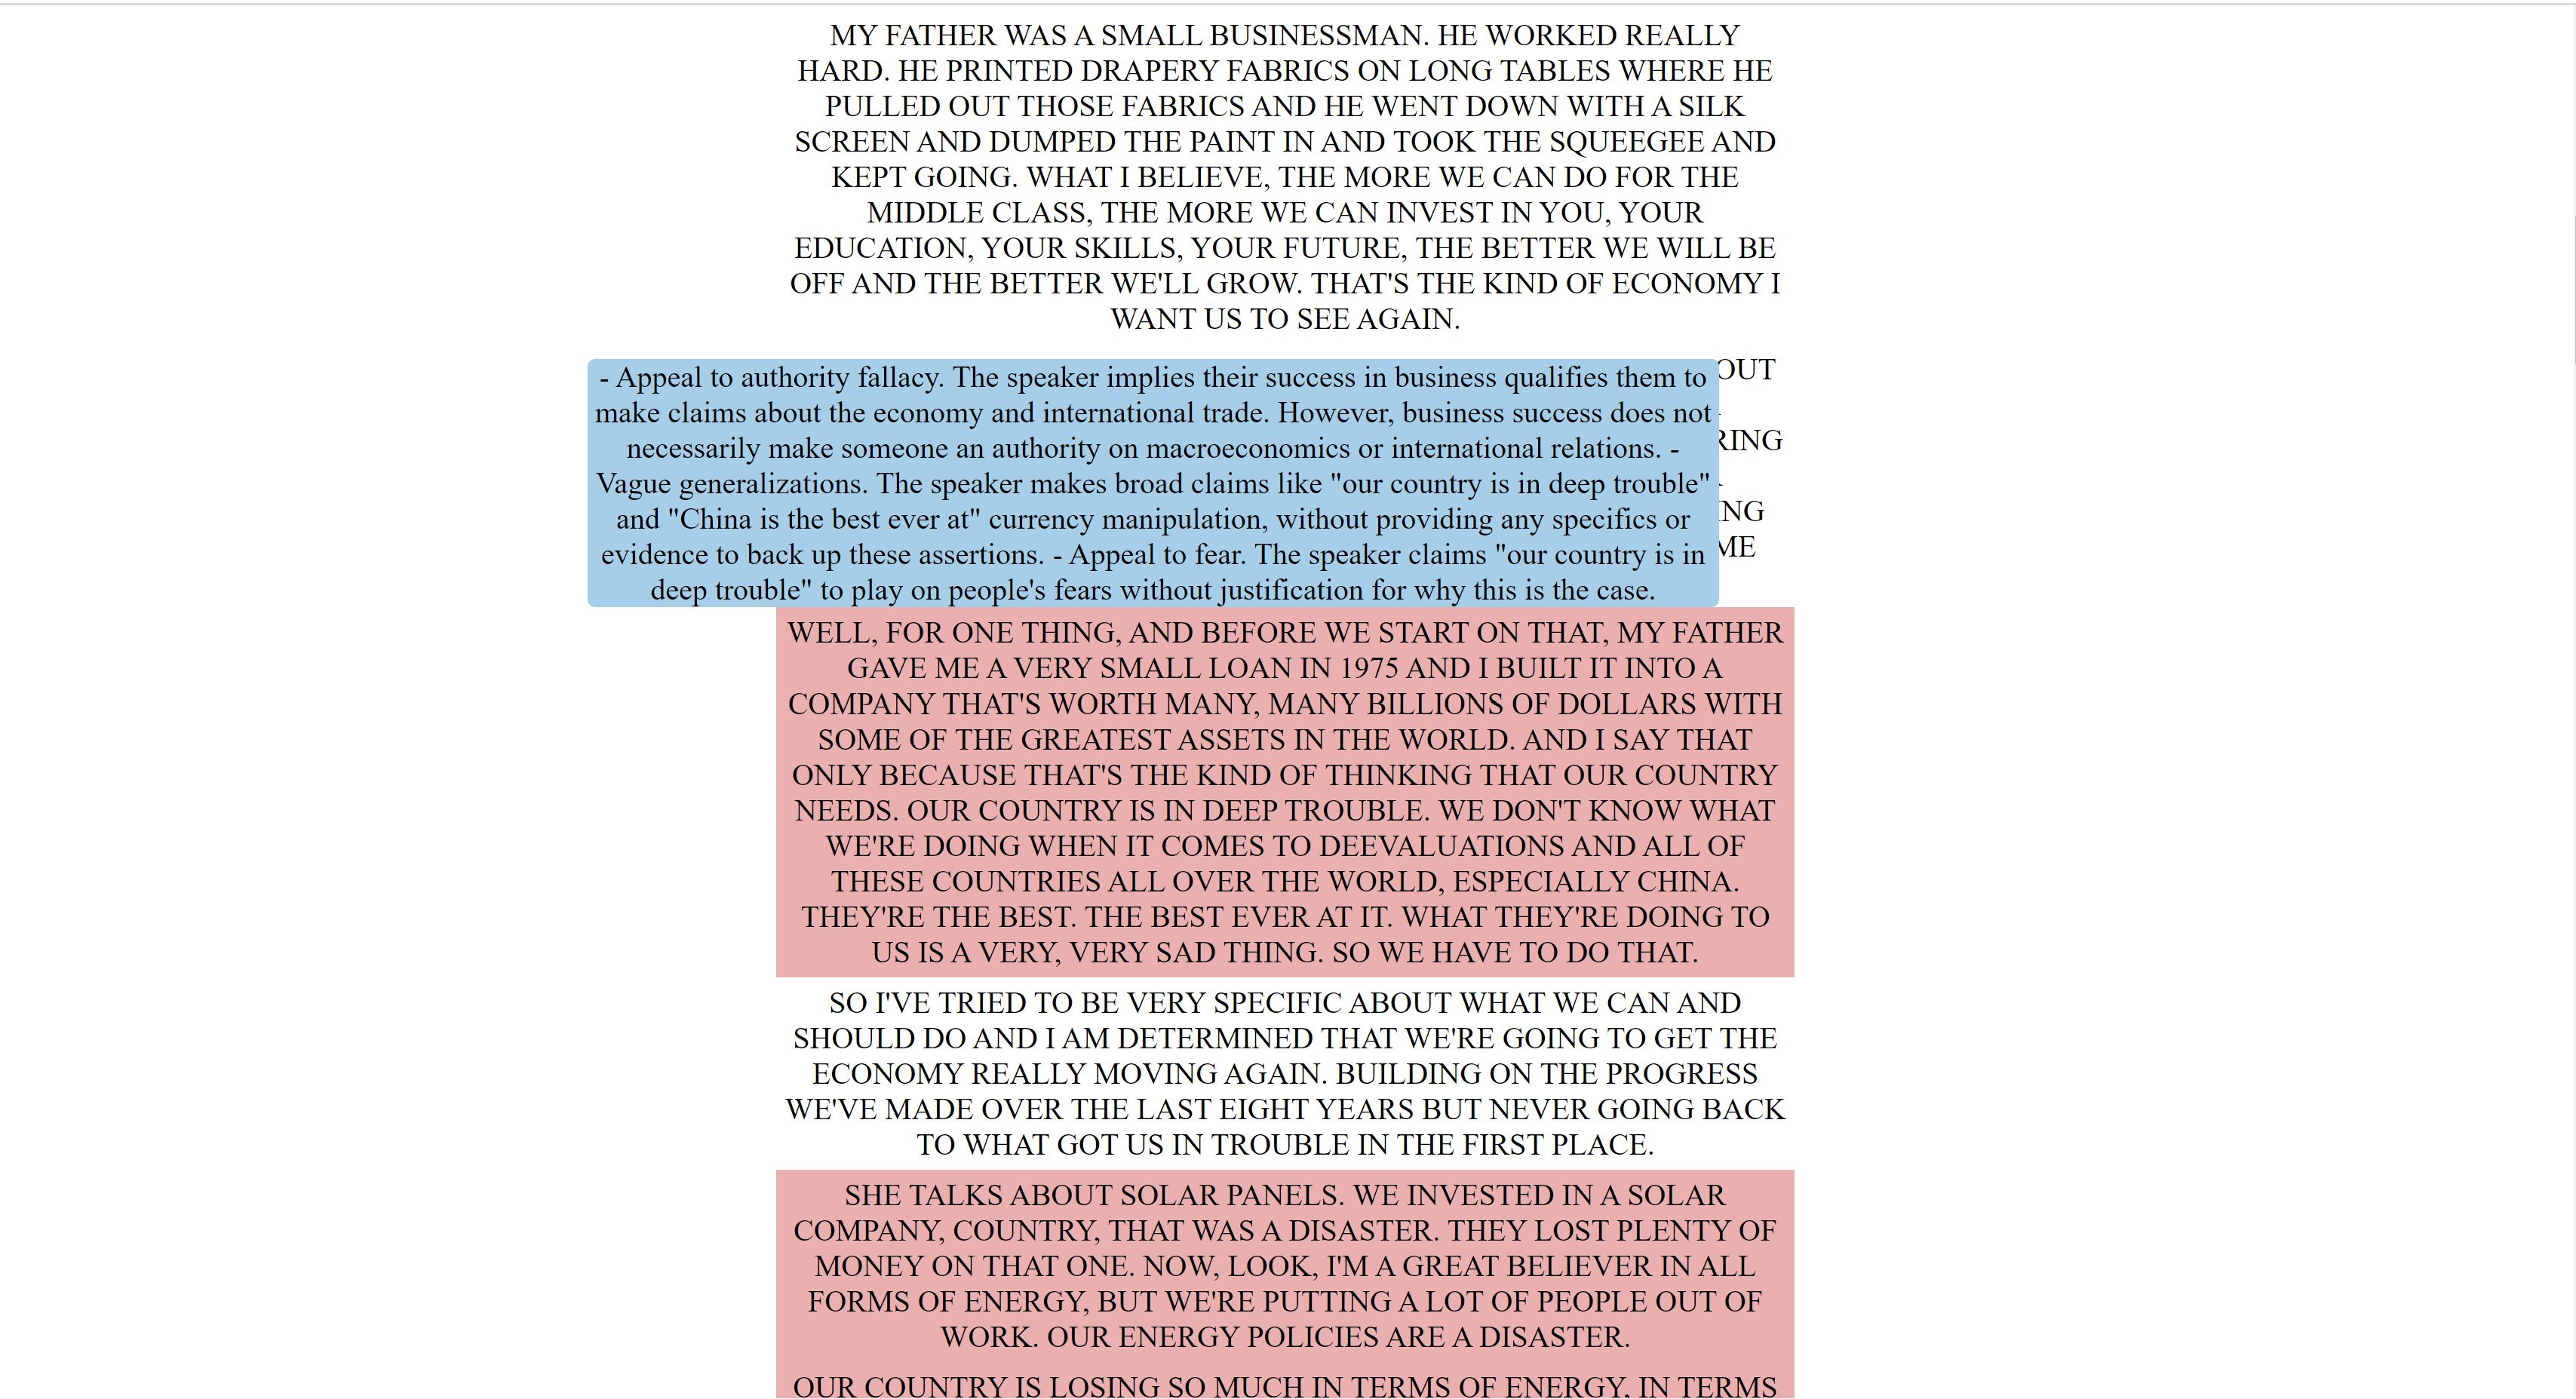 MY FATHER WAS A SMALL BUSINESSMAN. HE WORKED REALLY
HARD. HE PRINTED DRAPERY FABRICS ON LONG TABLES WHERE HE
PULLED OUT THOSE FABRICS AND HE WENT DOWN WITH A SILK
SCREEN AND DUMPED THE PAINT IN AND TOOK THE SQUEEGEE AND
KEPT GOING. WHAT I BELIEVE, THE MORE WE CAN DO FOR THE
MIDDLE CLASS, THE MORE WE CAN INVEST IN YOU, YOUR
EDUCATION, YOUR SKILLS, YOUR FUTURE, THE BETTER WE WILL BE
OFF AND THE BETTER WE'LL GROW. THAT'S THE KIND OF ECONOMY I
WANT US TO SEE AGAIN.
- Appeal to authority fallacy. The speaker implies their success in business qualifies them to
make claims about the economy and international trade. However, business success does not
necessarily make someone an authority on macroeconomics or international relations. -
Vague generalizations. The speaker makes broad claims like "our country is in deep trouble"
and "China is the best ever at" currency manipulation, without providing any specifics or
evidence to back up these assertions. - Appeal to fear. The speaker claims "our country is in
deep trouble" to play on people's fears without justification for why this is the case.
WELL, FOR ONE THING, AND BEFORE WE START ON THAT, MY FATHER
GAVE ME A VERY SMALL LOAN IN 1975 AND I BUILT IT INTO A
COMPANY THAT'S WORTH MANY, MANY BILLIONS OF DOLLARS WITH
SOME OF THE GREATEST ASSETS IN THE WORLD. AND I SAY THAT
ONLY BECAUSE THAT'S THE KIND OF THINKING THAT OUR COUNTRY
NEEDS. OUR COUNTRY IS IN DEEP TROUBLE. WE DON'T KNOW WHAT
WE'RE DOING WHEN IT COMES TO DEEVALUATIONS AND ALL OF
THESE COUNTRIES ALL OVER THE WORLD, ESPECIALLY CHINA.
THEY'RE THE BEST. THE BEST EVER AT IT. WHAT THEY'RE DOING TO
US IS A VERY, VERY SAD THING. SO WE HAVE TO DO THAT.
SO I'VE TRIED TO BE VERY SPECIFIC ABOUT WHAT WE CAN AND
SHOULD DO AND I AM DETERMINED THAT WE'RE GOING TO GET THE
ECONOMY REALLY MOVING AGAIN. BUILDING ON THE PROGRESS
WE'VE MADE OVER THE LAST EIGHT YEARS BUT NEVER GOING BACK
TO WHAT GOT US IN TROUBLE IN THE FIRST PLACE.
SHE TALKS ABOUT SOLAR PANELS. WE INVESTED IN A SOLAR
COMPANY, COUNTRY, THAT WAS A DISASTER. THEY LOST PLENTY OF
MONEY ON THAT ONE. NOW, LOOK, I'M A GREAT BELIEVER IN ALL
FORMS OF ENERGY, BUT WE'RE PUTTING A LOT OF PEOPLE OUT OF
WORK. OUR ENERGY POLICIES ARE A DISASTER.
OUR COUNTRY IS LOSING SO MUCH IN TERMS OF ENERGY, IN TERMS